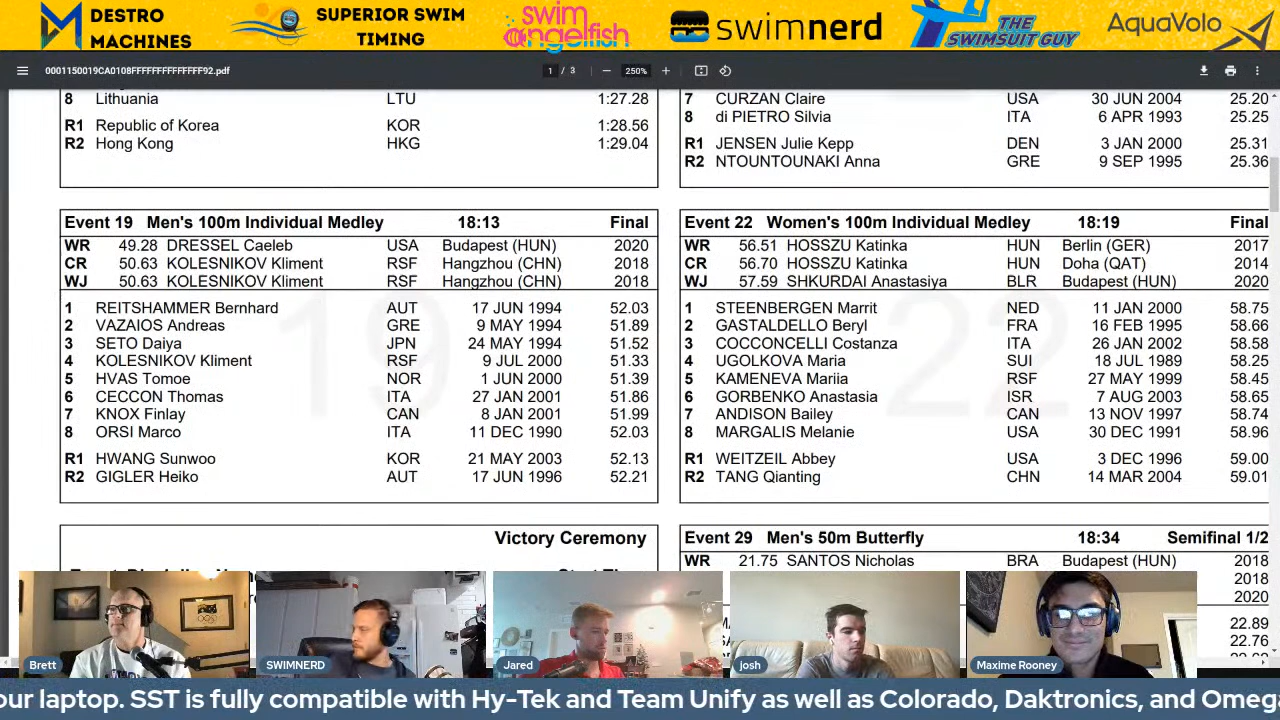 DESTRO
MACHINES
SUPERIOR SWIM
TIMING
swim
angelfish
swimnerd
THE
SWIMSUIT GUY
AquaVolo
0001150019CA0108FFFFFFFFFFFFFF92.pdf
1 / 3
250%
8 Lithuania LTU 1:27.28
R1 Republic of Korea KOR 1:28.56
R2 Hong Kong HKG 1:29.04
7 CURZAN Claire USA 30 JUN 2004 25.20
8 di PIETRO Silvia ITA 6 APR 1993 25.25
R1 JENSEN Julie Kepp DEN 3 JAN 2000 25.31
R2 NTOUNTOUNAKI Anna GRE 9 SEP 1995 25.36
Event 19 Men's 100m Individual Medley 18:13 Final
WR 49.28 DRESSEL Caeleb USA Budapest (HUN) 2020
CR 50.63 KOLESNIKOV Kliment RSF Hangzhou (CHN) 2018
WJ 50.63 KOLESNIKOV Kliment RSF Hangzhou (CHN) 2018
19
1 REITSHAMMER Bernhard AUT 17 JUN 1994 52.03
2 VAZAIOS Andreas GRE 9 MAY 1994 51.89
3 SETO Daiya JPN 24 MAY 1994 51.52
4 KOLESNIKOV Kliment RSF 9 JUL 2000 51.33
5 HVAS Tomoe NOR 1 JUN 2000 51.39
6 CECCON Thomas ITA 27 JAN 2001 51.86
7 KNOX Finlay CAN 8 JAN 2001 51.99
8 ORSI Marco ITA 11 DEC 1990 52.03
R1 HWANG Sunwoo KOR 21 MAY 2003 52.13
R2 GIGLER Heiko AUT 17 JUN 1996 52.21
Event 22 Women's 100m Individual Medley 18:19 Final
WR 56.51 HOSSZU Katinka HUN Berlin (GER) 2017
CR 56.70 HOSSZU Katinka HUN Doha (QAT) 2014
WJ 57.59 SHKURDAI Anastasiya BLR Budapest (HUN) 2020
22
1 STEENBERGEN Marrit NED 11 JAN 2000 58.75
2 GASTALDELLO Beryl FRA 16 FEB 1995 58.66
3 COCCONCELLI Costanza ITA 26 JAN 2002 58.58
4 UGOLKOVA Maria SUI 18 JUL 1989 58.25
5 KAMENEVA Mariia RSF 27 MAY 1999 58.45
6 GORBENKO Anastasia ISR 7 AUG 2003 58.65
7 ANDISON Bailey CAN 13 NOV 1997 58.74
8 MARGALIS Melanie USA 30 DEC 1991 58.96
R1 WEITZEIL Abbey USA 3 DEC 1996 59.00
R2 TANG Qianting CHN 14 MAR 2004 59.01
Victory Ceremony
Event 29 Men's 50m Butterfly 18:34 Semifinal 1/2
WR 21.75 SANTOS Nicholas BRA Budapest (HUN) 2018
2018
2020
22.89
22.76
Brett
SWIMNERD
Jared
josh
Maxime Rooney
our laptop. SST is fully compatible with Hy-Tek and Team Unify as well as Colorado, Daktronics, and Omeg